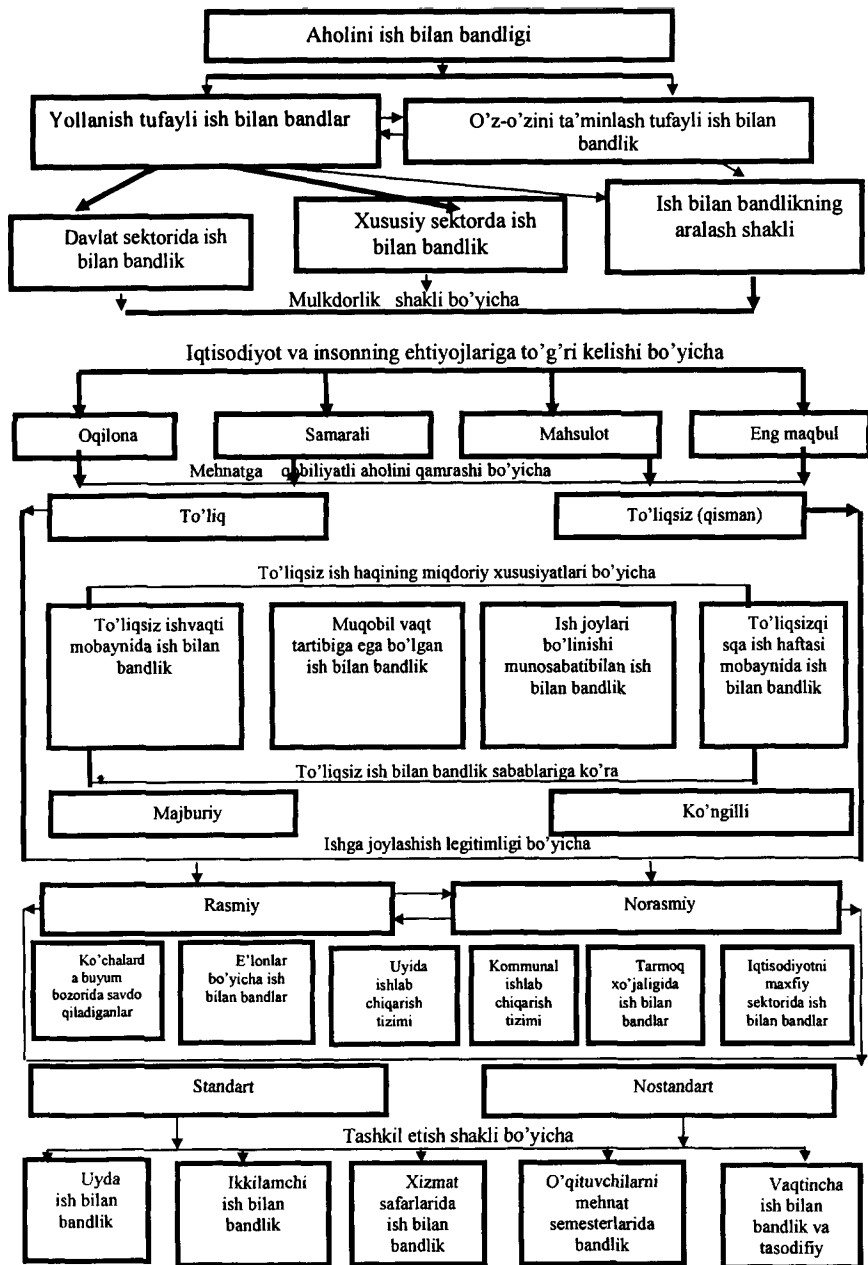 Aholini ish bilan bandligi
Yollanish tufayli ish bilan bandlar
O'z-o'zini ta'minlash tufayli ish bilan
bandlik
Davlat sektorida ish
bilan bandlik
Xususiy sektorda ish
bilan bandlik
Ish bilan bandlikning
aralash shakli
Mulkdorlik shakli bo'yicha
Iqtisodiyot va insonning ehtiyojlariga to'g'ri kelishi bo'yicha
Oqilona
Samarali
Mahsulot
Eng maqbul
Mehnatga qobiliyatli aholini qamrashi bo'yicha
To'liq
To'liqsiz (qisman)
To'liqsiz ish haqining miqdoriy xususiyatlari bo'yicha
To'liqsiz ishvaqti
mobaynida ish bilan
bandlik
Muqobil vaqt
tartibiga ega bo'lgan
ish bilan bandlik
Ish joylari
bo'linishi
munosabatibilan ish
bilan bandlik
To'liqsizqi
sqa ish haftasi
mobaynida ish
bilan bandlik
To'liqsiz ish bilan bandlik sabablariga ko'ra
Majburiy
Ko'ngilli
Ishga joylashish legitimligi bo'yicha
Rasmiy
Norasmiy
Ko'chalard
a buyum
bozorida savdo
qiladiganlar
E'lonlar
bo'yicha ish
bilan bandlar
Uyida
ishlab
chiqarish
tizimi
Kommunal
ishlab
chiqarish
tizimi
Tarmoq
xo'jaligida
ish bilan
bandlar
Iqtisodiyotni
maxfiy
sektorida ish
bilan bandlar
Standart
Nostandart
Tashkil etish shakli bo'yicha
Uyda
ish bilan
bandlik
Ikkilamchi
ish bilan
bandlik
Xizmat
safarlarida
ish bilan
bandlik
O'qituvchilarni
mehnat
semesterlarida
bandlik
Vaqtincha
ish bilan
bandlik va
tasodifiy